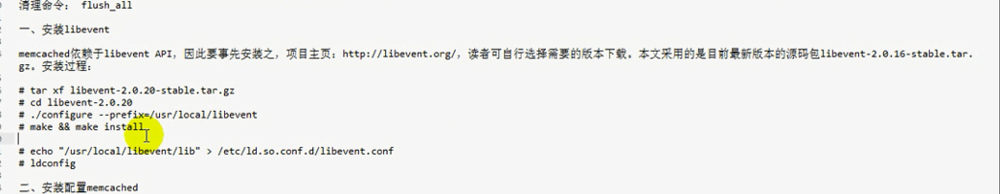 清理命令： flush_all
一、安装libevent
memcached依赖于libevent API，因此要事先安装之，项目主页：http://libevent.org/，读者可自行选择需要的版本下载。本文采用的是目前最新版本的源码包libevent-2.0.16-stable.tar.
gz。安装过程：
# tar xf libevent-2.0.20-stable.tar.gz
# cd libevent-2.0.20
# ./configure --prefix=/usr/local/libevent
# make && make install
# echo "/usr/local/libevent/lib" > /etc/ld.so.conf.d/libevent.conf
# ldconfig
二、安装配置memcached